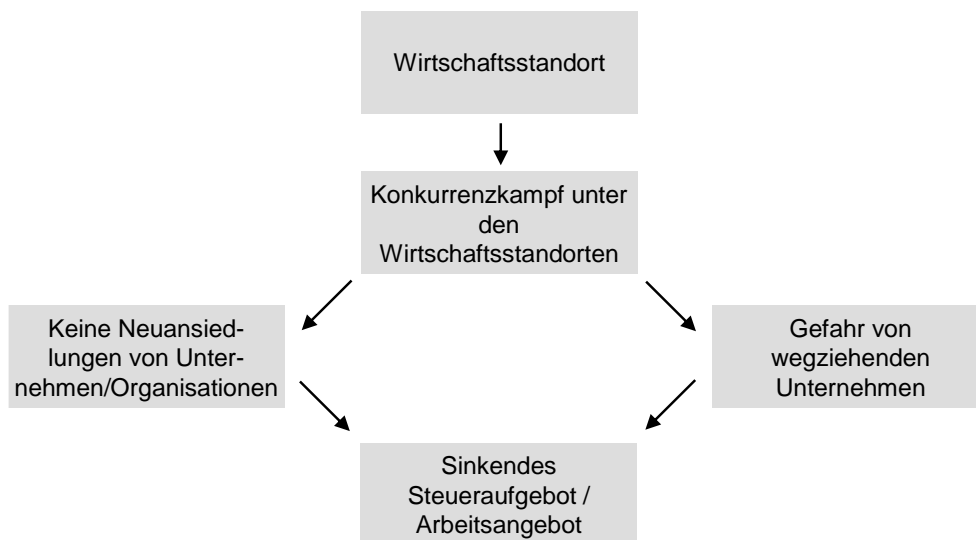 Wirtschaftsstandort
Konkurrenzkampf unter
den
Wirtschaftsstandorten
Keine Neuansied-
lungen von Unter-
nehmen/Organisationen
Gefahr von
wegziehenden
Unternehmen
Sinkendes
Steueraufgebot /
Arbeitsangebot